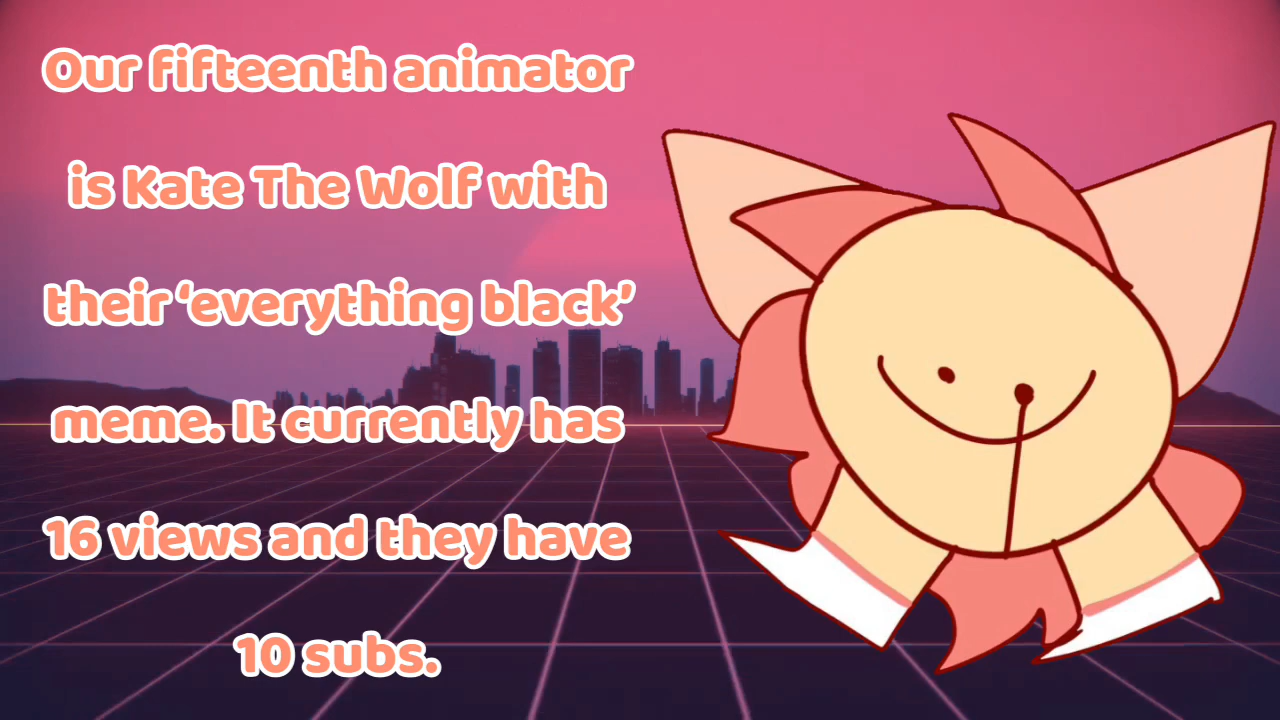 Our fifteenth animator
is Kate The Wolf with
their ‘everything black’
meme. It currently has
16 views and they have
10 subs.